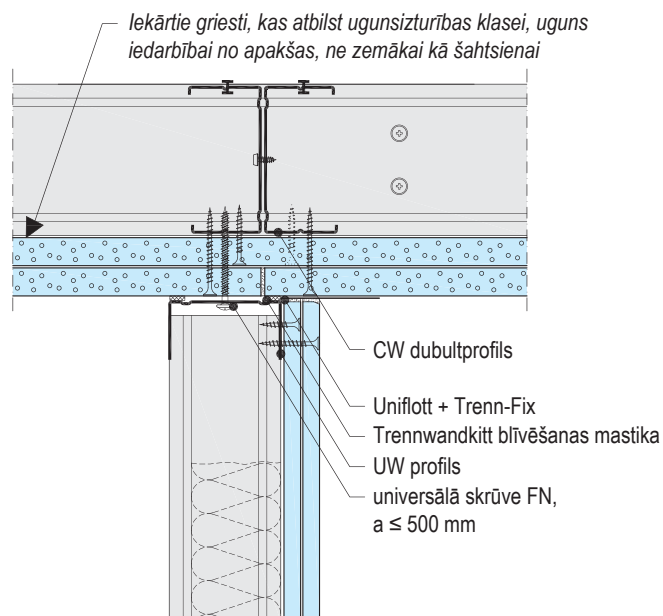 Iekārtie griesti, kas atbilst ugunsizturības klasei, uguns
iedarbībai no apakšas, ne zemākai kā šahtsienai
CW dubultprofils
Uniflott + Trenn-Fix
Trennwandkitt blīvēšanas mastika
UW profils
universālā skrūve FN,
a ≤ 500 mm